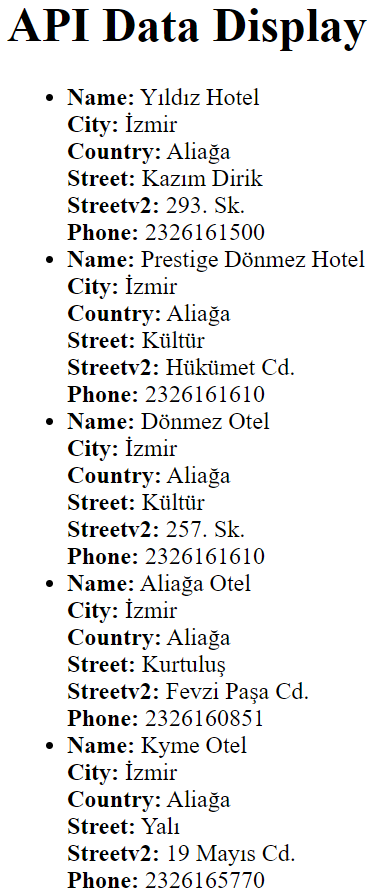 API Data Display
Name: Yıldız Hotel
City: İzmir
Country: Aliağa
Street: Kazım Dirik
Streetv2: 293. Sk.
Phone: 2326161500
Name: Prestige Dönmez Hotel
City: İzmir
Country: Aliağa
Street: Kültür
Streetv2: Hükümet Cd.
Phone: 2326161610
Name: Dönmez Otel
City: İzmir
Country: Aliağa
Street: Kültür
Streetv2: 257. Sk.
Phone: 2326161610
Name: Aliağa Otel
City: İzmir
Country: Aliağa
Street: Kurtuluş
Streetv2: Fevzi Paşa Cd.
Phone: 2326160851
Name: Kyme Otel
City: İzmir
Country: Aliağa
Street: Yalı
Streetv2: 19 Mayıs Cd.
Phone: 2326165770